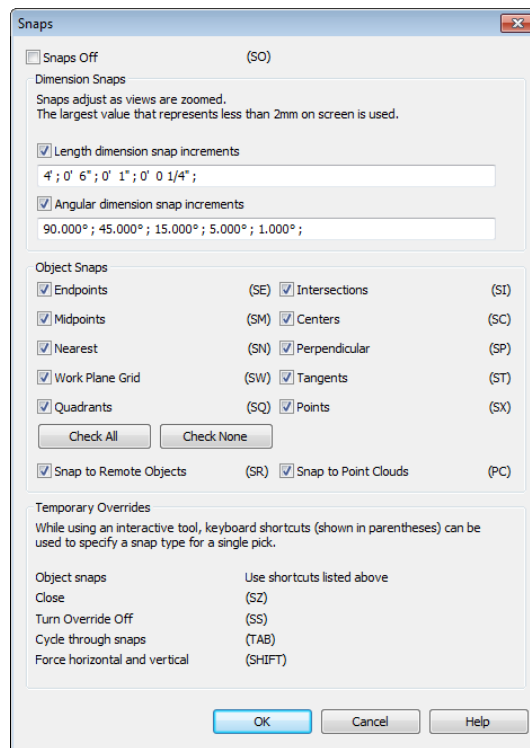 Snaps
Snaps Off (SO)
Dimension Snaps
Snaps adjust as views are zoomed.
The largest value that represents less than 2mm on screen is used.
Length dimension snap increments
4'; 0' 6"; 0' 1"; 0' 0 1/4";
Angular dimension snap increments
90.000°; 45.000°; 15.000°; 5.000°; 1.000°;
Object Snaps
Endpoints (SE) Intersections (SI)
Midpoints (SM) Centers (SC)
Nearest (SN) Perpendicular (SP)
Work Plane Grid (SW) Tangents (ST)
Quadrants (SQ) Points (SX)
Check All Check None
Snap to Remote Objects (SR) Snap to Point Clouds (PC)
Temporary Overrides
While using an interactive tool, keyboard shortcuts (shown in parentheses) can be
used to specify a snap type for a single pick.
Object snaps Use shortcuts listed above
Close (SZ)
Turn Override Off (SS)
Cycle through snaps (TAB)
Force horizontal and vertical (SHIFT)
OK Cancel Help